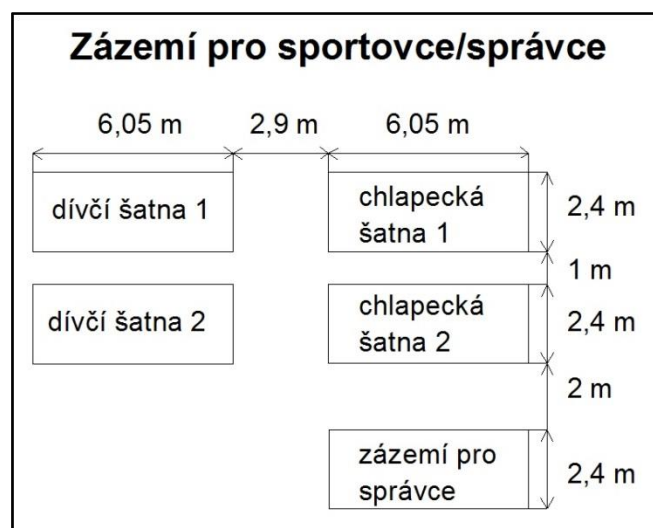 Zázemí pro sportovce/správce
6,05 m
2,9 m
6,05 m
dívčí šatna 1
chlapecká
šatna 1
2,4 m
1 m
dívčí šatna 2
chlapecká
šatna 2
2,4 m
2 m
zázemí pro
správce
2,4 m